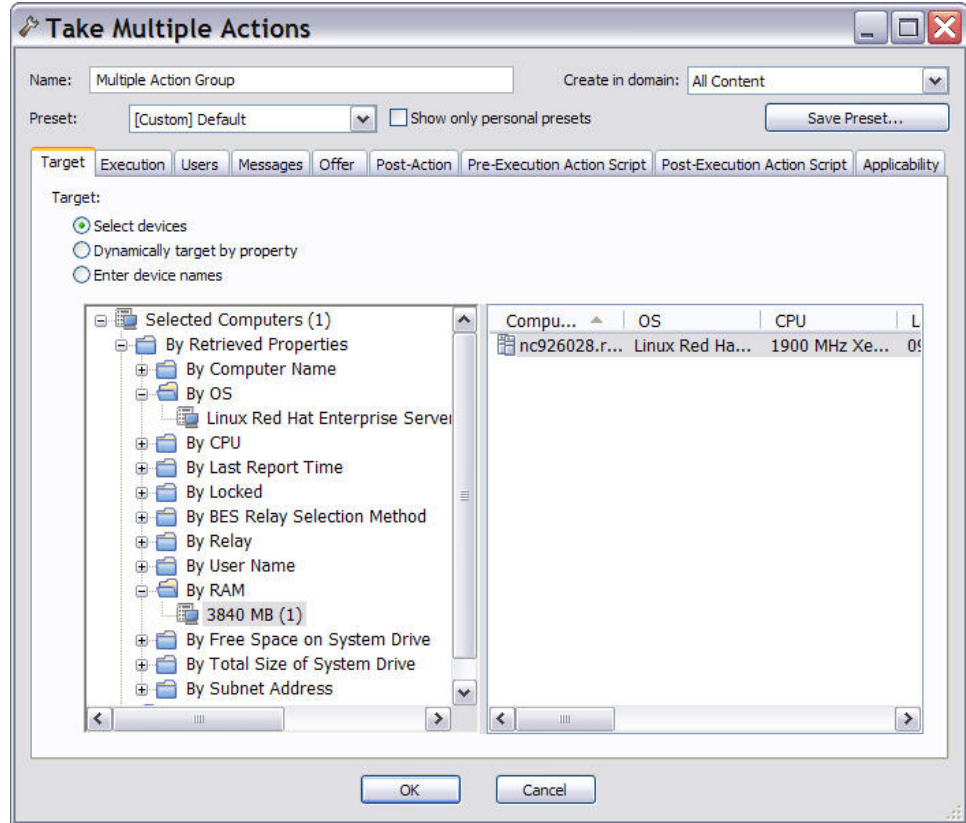 Take Multiple Actions
Name: Multiple Action Group Create in domain: All Content
Preset: [Custom] Default Show only personal presets Save Preset...
Target Execution Users Messages Offer Post-Action Pre-Execution Action Script Post-Execution Action Script Applicability
Target:
Select devices
Dynamically target by property
Enter device names
Selected Computers (1)
By Retrieved Properties
By Computer Name
By OS
Linux Red Hat Enterprise Server
By CPU
By Last Report Time
By Locked
By BES Relay Selection Method
By Relay
By User Name
By RAM
3840 MB (1)
By Free Space on System Drive
By Total Size of System Drive
By Subnet Address
Compu... OS CPU L
nc926028.r... Linux Red Ha... 1900 MHz Xe... 09
OK Cancel